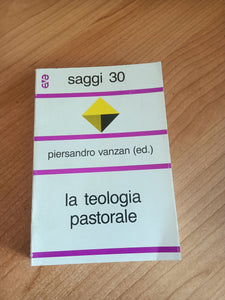 ave
saggi 30
piersandro vanzan (ed.)
la teologia
pastorale